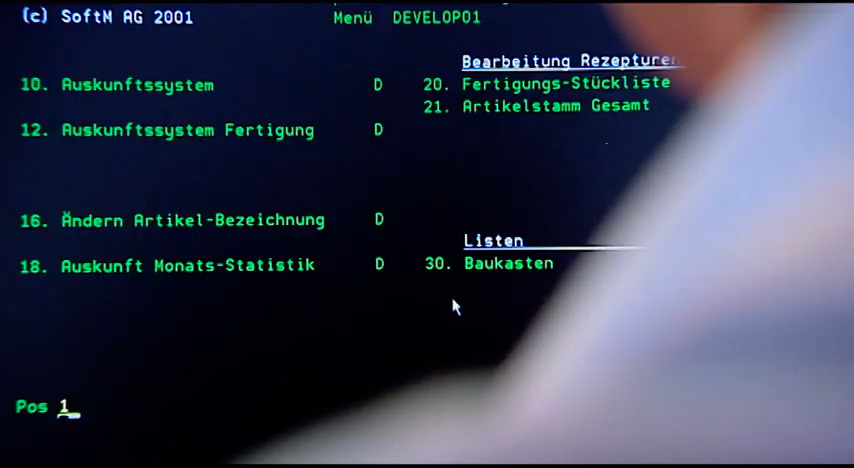 (c) SoftM AG 2001 Menü DEVELOP01
Bearbeitung Rezepturen
10. Auskunftssystem D 20. Fertigungs-Stückliste
21. Artikelstamm Gesamt
12. Auskunftssystem Fertigung D
16. Ändern Artikel-Bezeichnung D
Listen
18. Auskunft Monats-Statistik D 30. Baukasten
Pos 1